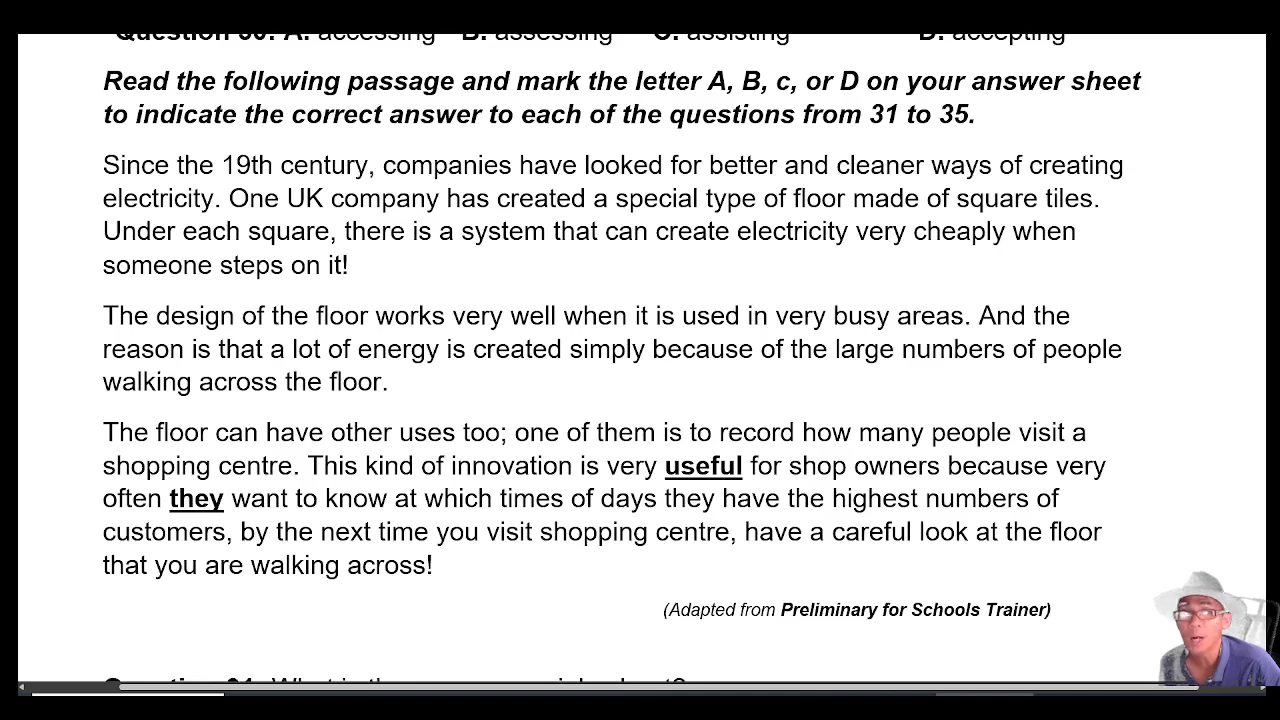 Question 30: A. accessing B. assessing C. assisting D. accepting
Read the following passage and mark the letter A, B, c, or D on your answer sheet
to indicate the correct answer to each of the questions from 31 to 35.
Since the 19th century, companies have looked for better and cleaner ways of creating
electricity. One UK company has created a special type of floor made of square tiles.
Under each square, there is a system that can create electricity very cheaply when
someone steps on it!
The design of the floor works very well when it is used in very busy areas. And the
reason is that a lot of energy is created simply because of the large numbers of people
walking across the floor.
The floor can have other uses too; one of them is to record how many people visit a
shopping centre. This kind of innovation is very useful for shop owners because very
often they want to know at which times of days they have the highest numbers of
customers, by the next time you visit shopping centre, have a careful look at the floor
that you are walking across!
(Adapted from Preliminary for Schools Trainer)